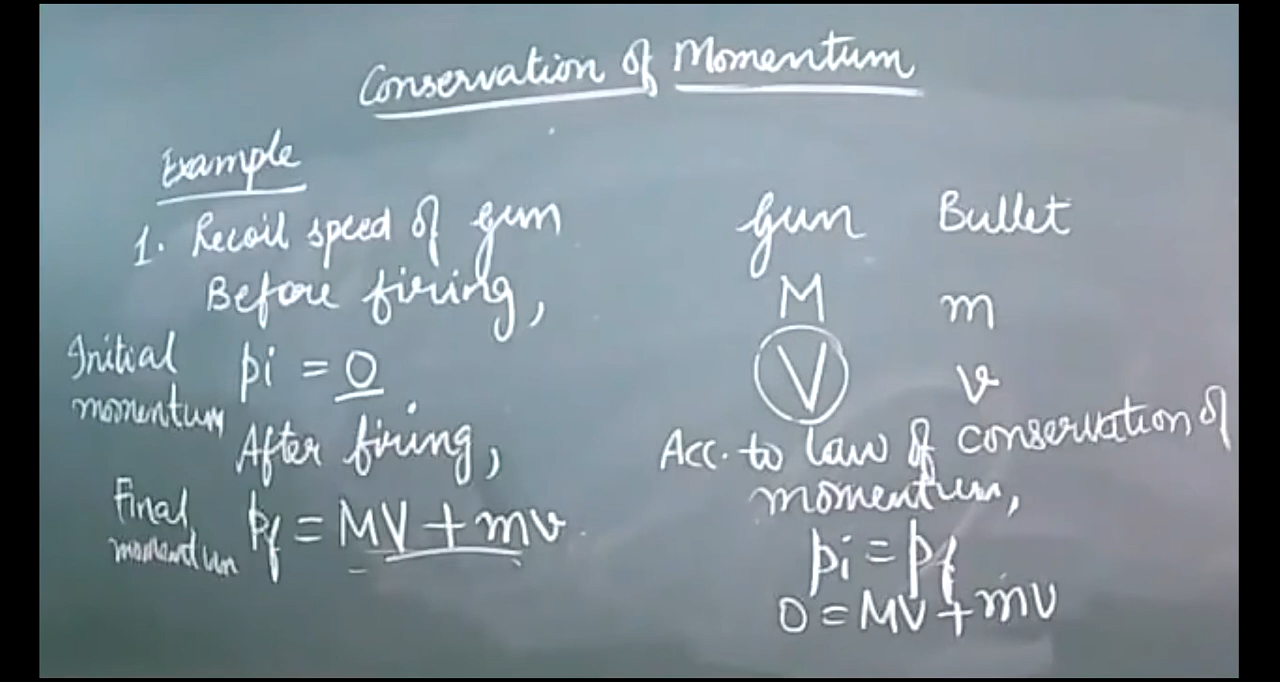 Conservation of Momentum
Example
1. Recoil speed of gun
Before firing,
Initial momentum pi = 0
After firing,
Final momentum pf = MV + mv
Gun Bullet
M m
V v
Acc. to law of conservation of
momentum,
pi = pf
0 = MV + mv